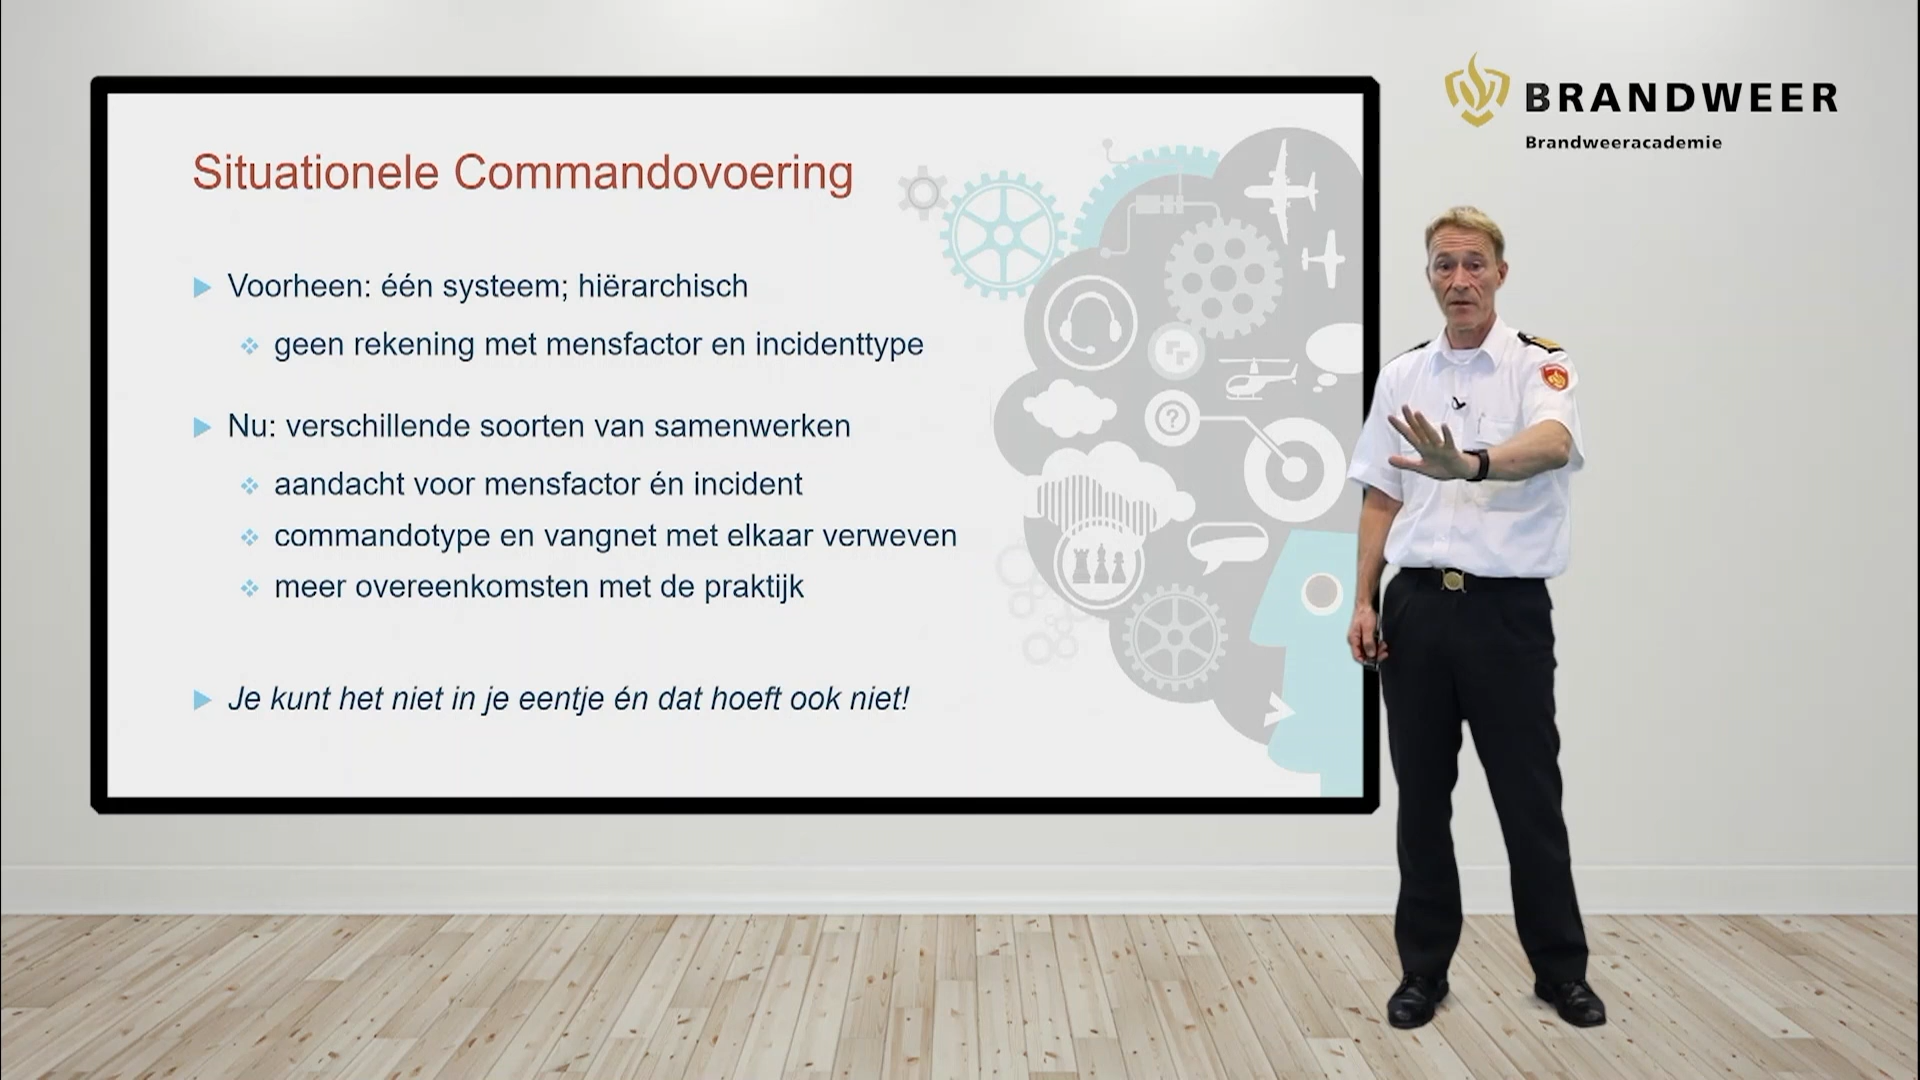 BRANDWEER
Brandweeracademie
Situationele Commandovoering
Voorheen: één systeem; hiërarchisch
geen rekening met mensfactor en incidenttype
Nu: verschillende soorten van samenwerken
aandacht voor mensfactor én incident
commandotype en vangnet met elkaar verweven
meer overeenkomsten met de praktijk
Je kunt het niet in je eentje én dat hoeft ook niet!